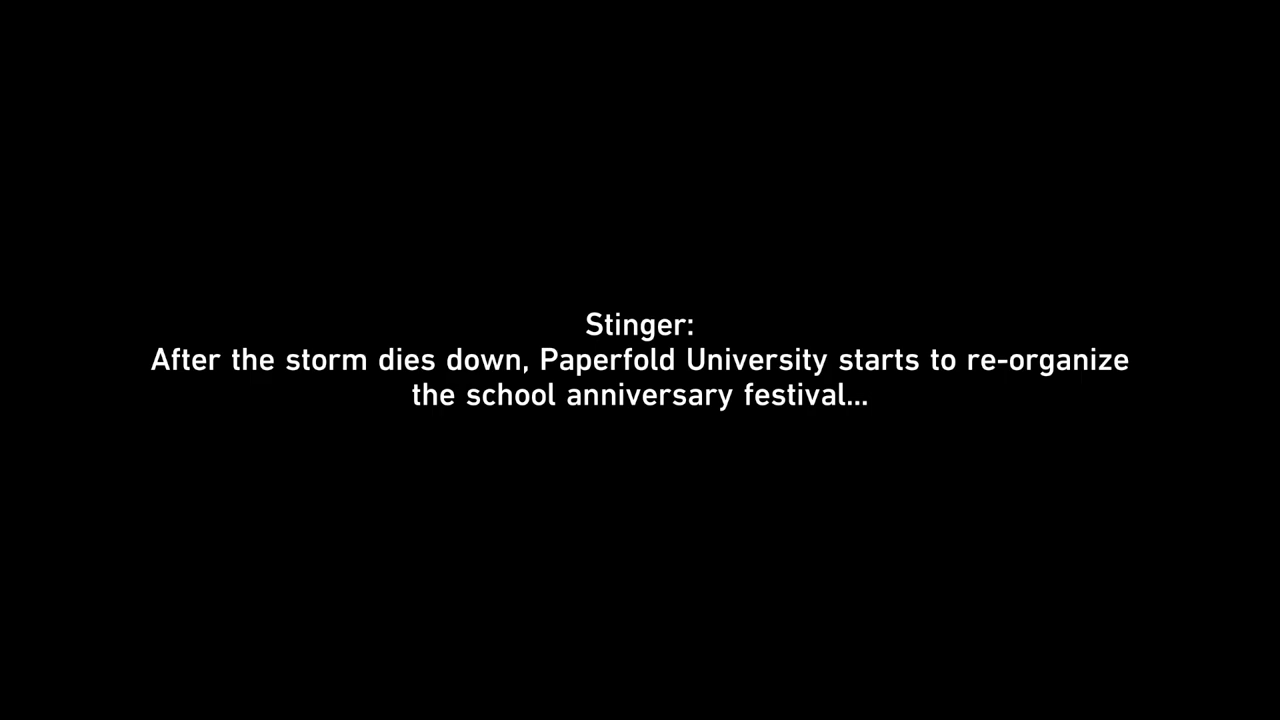 Stinger:
After the storm dies down, Paperfold University starts to re-organize
the school anniversary festival...